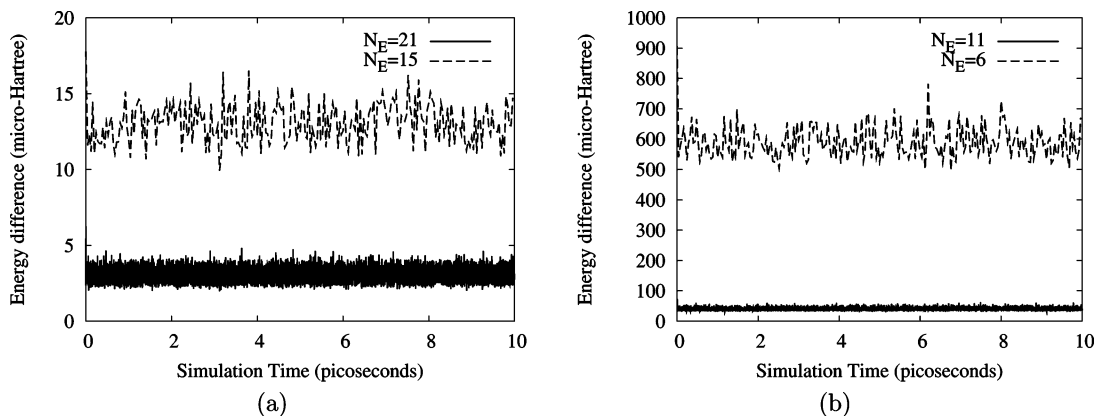 Energy difference (micro-Hartree)
20
15
10
5
0
N_E=21
N_E=15
0 2 4 6 8 10
Simulation Time (picoseconds)
(a)
Energy difference (micro-Hartree)
1000
900
800
700
600
500
400
300
200
100
0
N_E=11
N_E=6
0 2 4 6 8 10
Simulation Time (picoseconds)
(b)